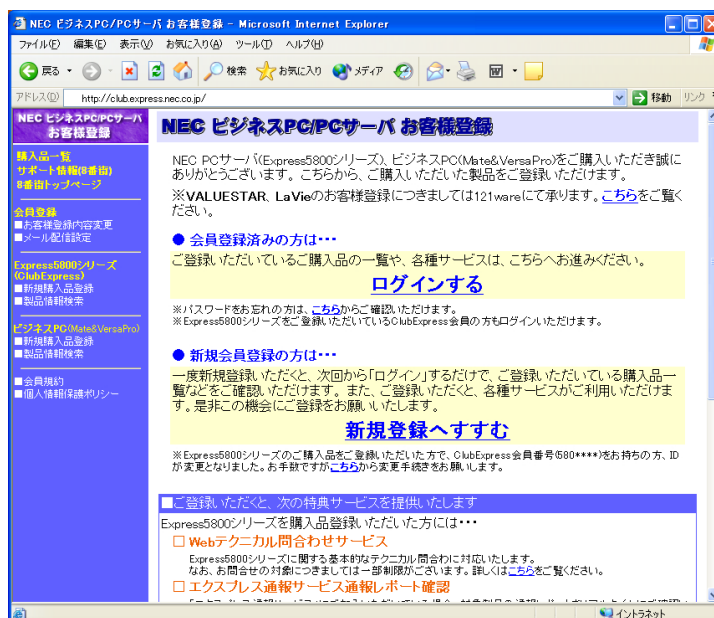 NEC ビジネスPC/PCサーバ お客様登録 - Microsoft Internet Explorer
ファイル(F) 編集(E) 表示(V) お気に入り(A) ツール(T) ヘルプ(H)
戻る 検索 お気に入り メディア
アドレス(D) http://club.express.nec.co.jp/ 移動 リンク
NEC ビジネスPC/PCサーバ
お客様登録
購入品一覧
サポート情報(8番街)
8番街トップページ
会員登録
■お客様登録内容変更
■メール配信設定
Express5800シリーズ
(ClubExpress)
■新規購入品登録
■製品情報検索
ビジネスPC(Mate&VersaPro)
■新規購入品登録
■製品情報検索
■会員規約
■個人情報保護ポリシー
NEC ビジネスPC/PCサーバ お客様登録
NEC PCサーバ(Express5800シリーズ)、ビジネスPC(Mate&VersaPro)をご購入いただき誠に
ありがとうございます。こちらから、ご購入いただいた製品をご登録いただけます。
※VALUESTAR、LaVieのお客様登録につきましては121wareにて承ります。こちらをご覧く
ださい。
● 会員登録済みの方は・・・
ご登録いただいているご購入品の一覧や、各種サービスは、こちらへお進みください。
ログインする
※パスワードをお忘れの方は、こちらからご確認いただけます。
※Express5800シリーズをご登録いただいているClubExpress会員の方もログインいただけます。
● 新規会員登録の方は・・・
一度新規登録いただくと、次回から「ログイン」するだけで、ご登録いただいている購入品一
覧などをご確認いただけます。また、ご登録いただくと、各種サービスがご利用いただけま
す。是非この機会にご登録をお願いいたします。
新規登録へすすむ
※Express5800シリーズのご購入品をご登録いただいた方で、ClubExpress会員番号(580****)をお持ちの方、ID
が変更となりました。お手数ですがこちらから変更手続きをお願いします。
■ご登録いただくと、次の特典サービスを提供いたします
Express5800シリーズを購入品登録いただいた方には・・・
□ Webテクニカル問合わせサービス
Express5800シリーズに関する基本的なテクニカル問合わせに対応いたします。
なお、お問合せの対象につきましては一部制限がございます。詳しくはこちらをご覧ください。
□ エクスプレス通報サービス通報レポート確認
イントラネット